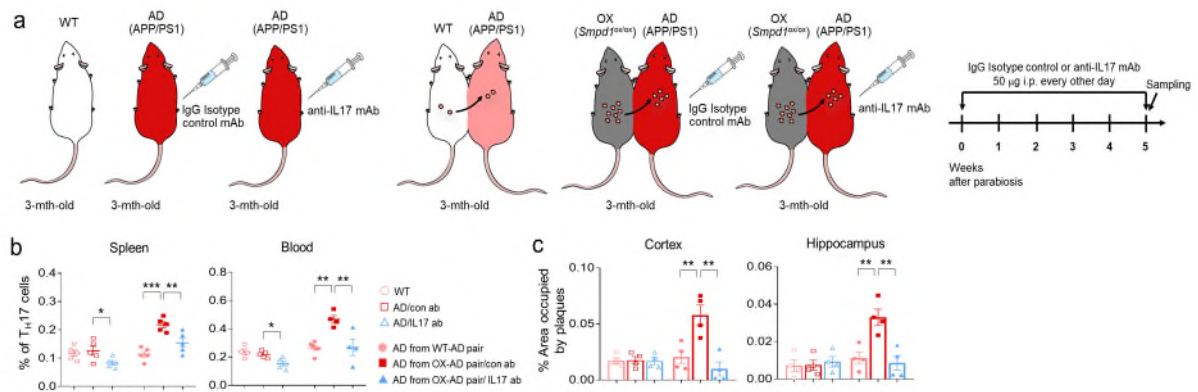 a
WT
AD
(APP/PS1)
AD
(APP/PS1)
IgG Isotype
control mAb
anti-IL17 mAb
3-mth-old
3-mth-old
3-mth-old
WT
AD
(APP/PS1)
OX
(Smpd1ox/ox)
AD
(APP/PS1)
OX
(Smpd1ox/ox)
AD
(APP/PS1)
IgG Isotype
control mAb
anti-IL17 mAb
3-mth-old
3-mth-old
3-mth-old
IgG Isotype control or anti-IL17 mAb
50 μg i.p. every other day
Sampling
0 1 2 3 4 5
Weeks
after parabiosis
b
Spleen
Blood
% of TH17 cells
0.4
0.3
0.2
0.1
0.0
* *** **
0.8
0.6
0.4
0.2
0.0
* ** **
WT
AD/con ab
AD/IL17 ab
AD from WT-AD pair
AD from OX-AD pair/con ab
AD from OX-AD pair/ IL17 ab
c
Cortex
Hippocampus
% Area occupied
by plaques
0.10
0.05
0.00
** **
0.06
0.04
0.02
0.00
** **